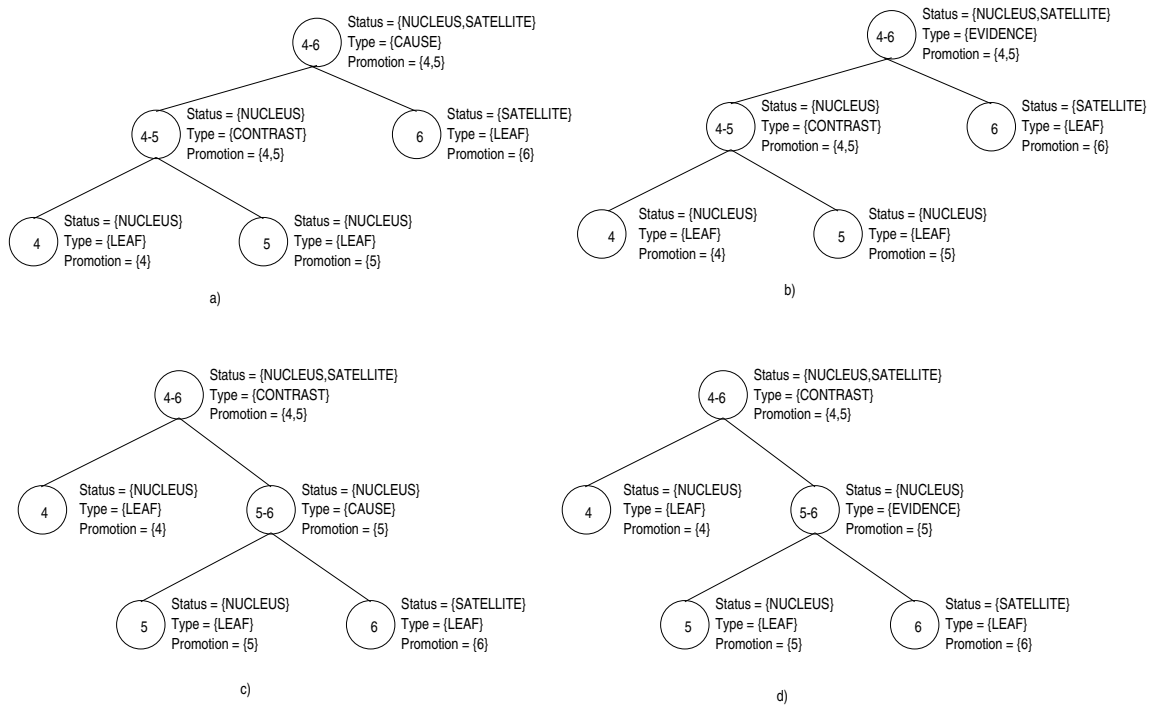 4-6
Status = {NUCLEUS,SATELLITE}
Type = {CAUSE}
Promotion = {4,5}
4-5
Status = {NUCLEUS}
Type = {CONTRAST}
Promotion = {4,5}
6
Status = {SATELLITE}
Type = {LEAF}
Promotion = {6}
4
Status = {NUCLEUS}
Type = {LEAF}
Promotion = {4}
5
Status = {NUCLEUS}
Type = {LEAF}
Promotion = {5}
a)
4-6
Status = {NUCLEUS,SATELLITE}
Type = {EVIDENCE}
Promotion = {4,5}
4-5
Status = {NUCLEUS}
Type = {CONTRAST}
Promotion = {4,5}
6
Status = {SATELLITE}
Type = {LEAF}
Promotion = {6}
4
Status = {NUCLEUS}
Type = {LEAF}
Promotion = {4}
5
Status = {NUCLEUS}
Type = {LEAF}
Promotion = {5}
b)
4-6
Status = {NUCLEUS,SATELLITE}
Type = {CONTRAST}
Promotion = {4,5}
4
Status = {NUCLEUS}
Type = {LEAF}
Promotion = {4}
5-6
Status = {NUCLEUS}
Type = {CAUSE}
Promotion = {5}
5
Status = {NUCLEUS}
Type = {LEAF}
Promotion = {5}
6
Status = {SATELLITE}
Type = {LEAF}
Promotion = {6}
c)
4-6
Status = {NUCLEUS,SATELLITE}
Type = {CONTRAST}
Promotion = {4,5}
4
Status = {NUCLEUS}
Type = {LEAF}
Promotion = {4}
5-6
Status = {NUCLEUS}
Type = {EVIDENCE}
Promotion = {5}
5
Status = {NUCLEUS}
Type = {LEAF}
Promotion = {5}
6
Status = {SATELLITE}
Type = {LEAF}
Promotion = {6}
d)